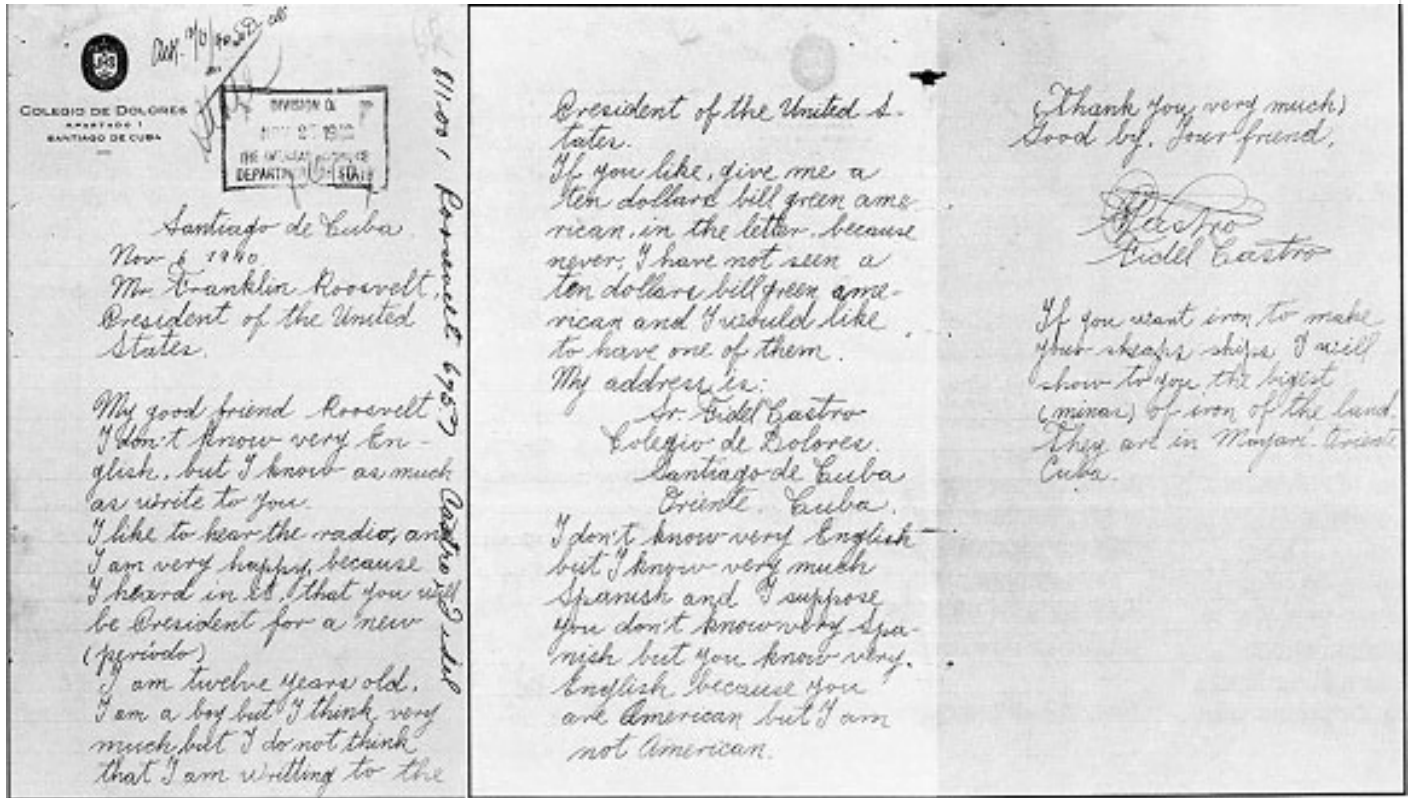 COLEGIO DE DOLORES
APARTADO 1
SANTIAGO DE CUBA
DIVISION O
NOV 27 19
DEPARTM STATE
811.001 Roosevelt Castro, Fidel
Santiago de Cuba
Nov 6 1940
Mr Franklin Roosvelt,
President of the United
States.
My good friend Roosvelt
I don't know very En-
glish, but I know as much
as write to you.
I like to hear the radio, and
I am very happy, because
I heard in it, that you will
be President for a new
(período)
I am twelve years old.
I am a boy but I think very
much but I do not think
that I am writting to the
President of the United S-
tates.
If you like, give me a
ten dollars bill green ame-
rican, in the letter, because
never, I have not seen a
ten dollars bill green ame-
rican and I would like
to have one of them.
My address is:
Sr. Fidel Castro
Colegio de Dolores.
Santiago de Cuba
Oriente Cuba.
I don't know very English
but I know very much
Spanish and I suppose
you don't know very Spa-
nish but you know very
English because you
are American but I am
not American.
(Thank you very much)
Good by. Your friend,
Castro
Fidel Castro
If you want iron to make
your sheaps ships I will
show to you the bigest
(minas) of iron of the land.
They are in Mayarí Oriente
Cuba.